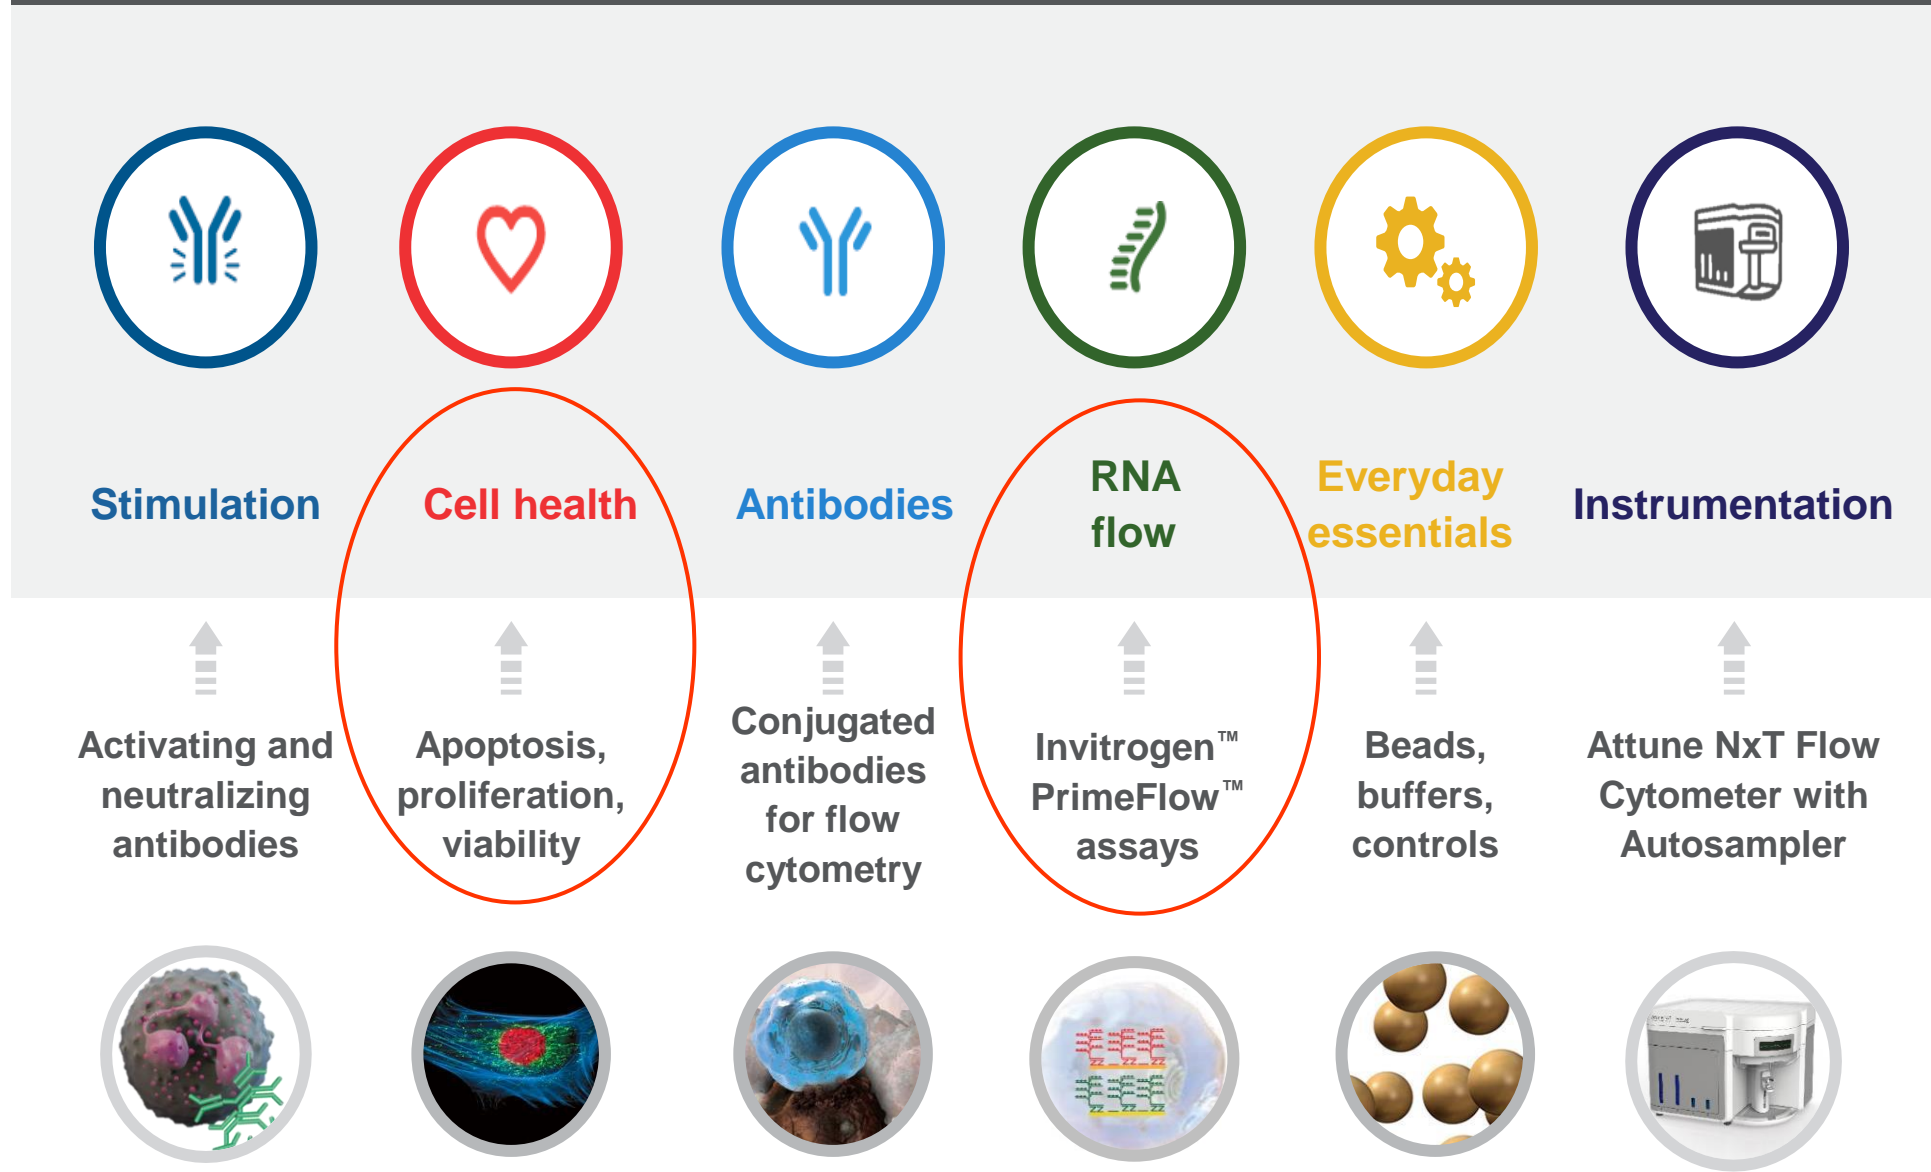 Stimulation
Cell health
Antibodies
RNA
flow
Everyday
essentials
Instrumentation
Activating and
neutralizing
antibodies
Apoptosis,
proliferation,
viability
Conjugated
antibodies
for flow
cytometry
Invitrogen™
PrimeFlow™
assays
Beads,
buffers,
controls
Attune NxT Flow
Cytometer with
Autosampler